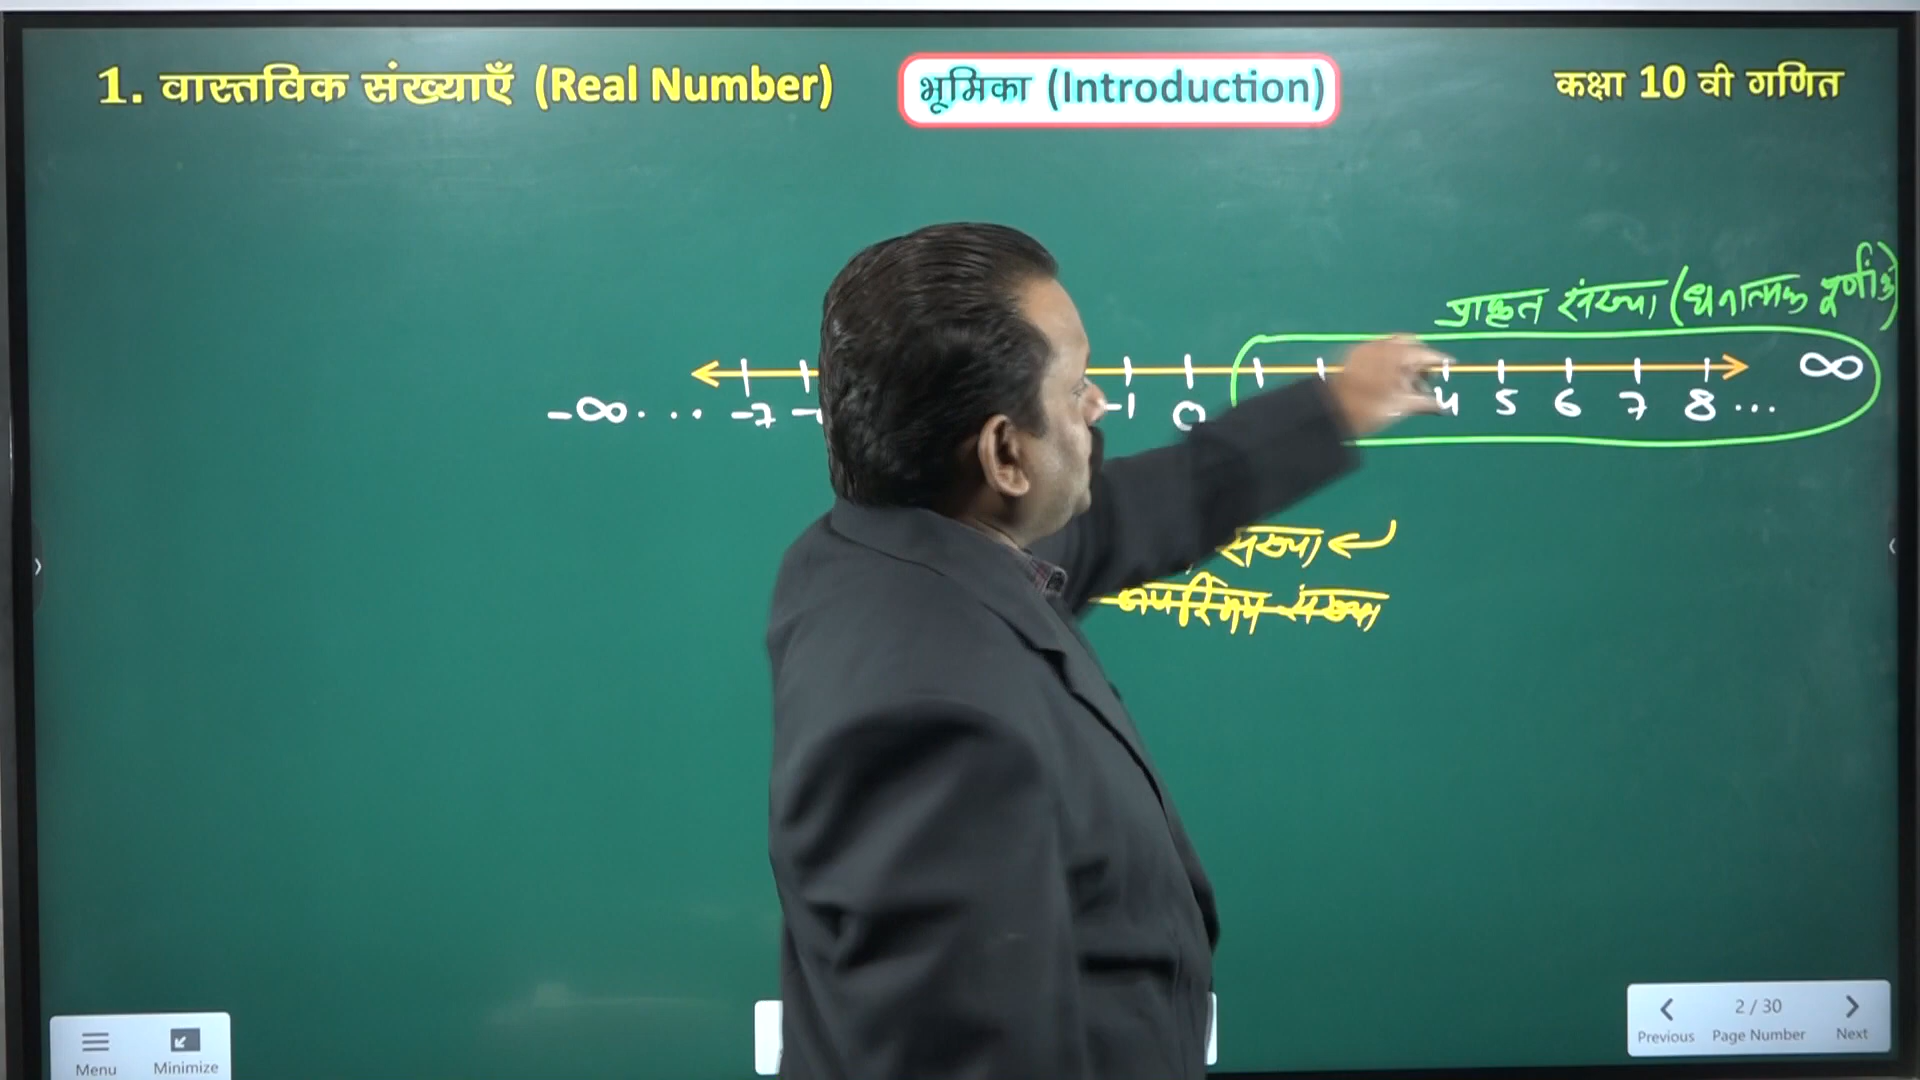 1. वास्तविक संख्याएँ (Real Number)
भूमिका (Introduction)
कक्षा 10 वी गणित
प्राकृत संख्या (धनात्मक पूर्णांक)
-∞... -7 -1 0 4 5 6 7 8... ∞
संख्या
संख्या
Menu
Minimize
Previous
2 / 30
Page Number
Next